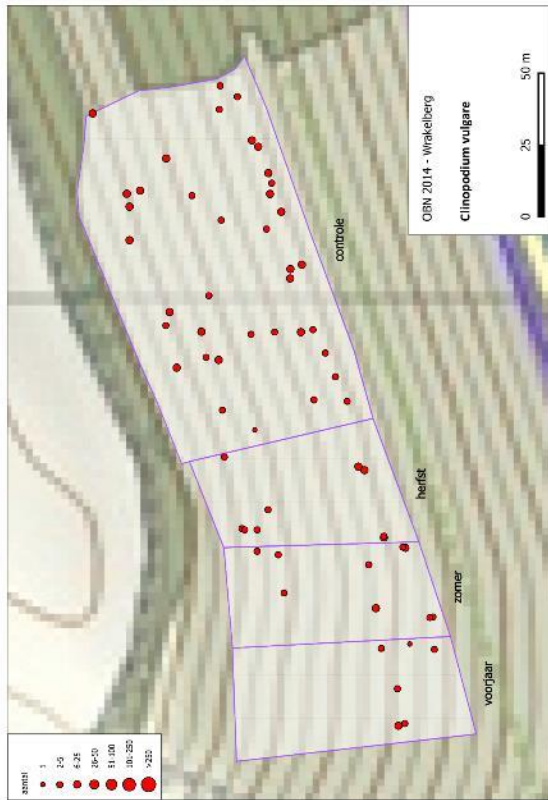 OBN 2014 - Wrakelberg
Clinopodium vulgare
0 25 50 m
controle
herfst
zomer
voorjaar
aantal
1
2-5
6-25
26-50
51-100
101-250
>250